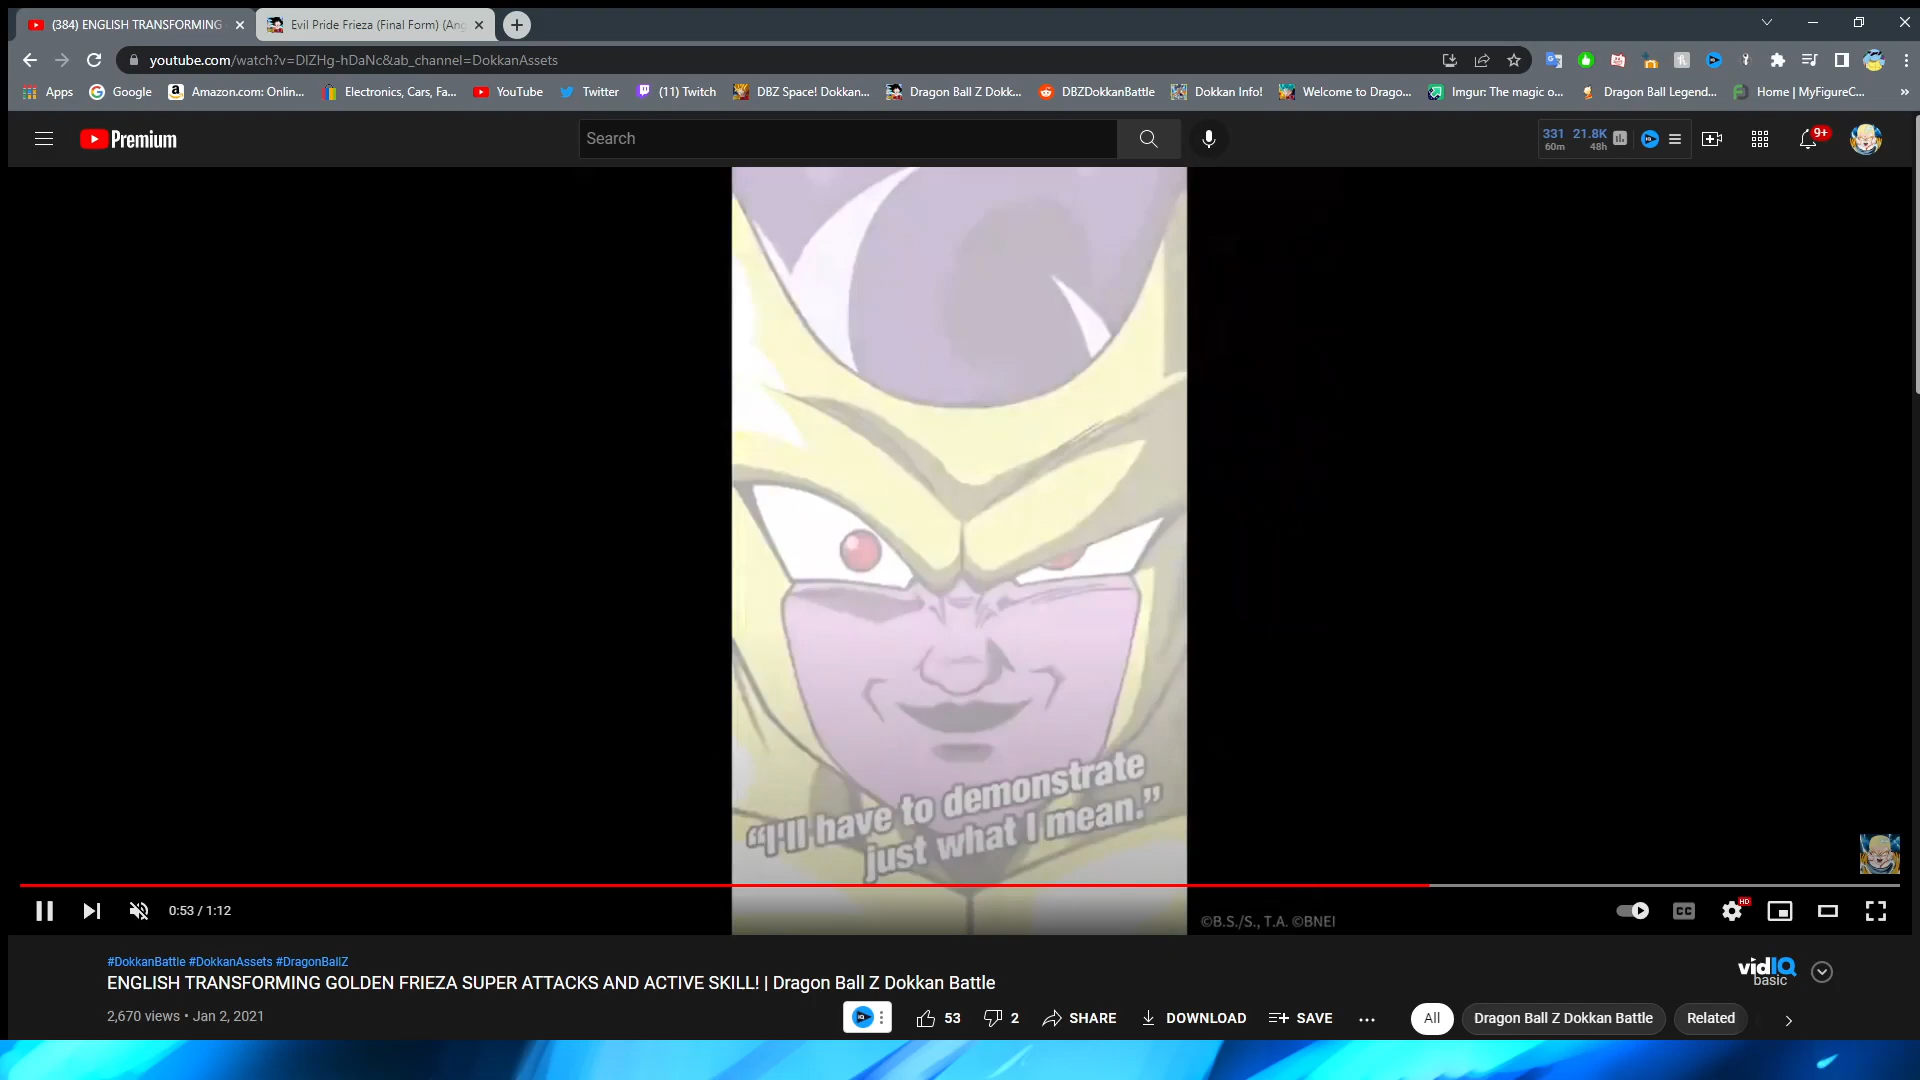 (384) ENGLISH TRANSFORMING
Evil Pride Frieza (Final Form) (Ang
youtube.com/watch?v=DIZHg-hDaNc&ab_channel=DokkanAssets
Apps
Google
Amazon.com: Onlin...
Electronics, Cars, Fa...
YouTube
Twitter
(11) Twitch
DBZ Space! Dokkan...
Dragon Ball Z Dokk...
DBZDokkanBattle
Dokkan Info!
Welcome to Drago...
Imgur: The magic o...
Dragon Ball Legend...
Home | MyFigureC...
Premium
Search
331 21.8K
60m 48h
9+
“I'll have to demonstrate
just what I mean.”
0:53 / 1:12
CC
HD
©B.S./S., T.A. ©BNEI
#DokkanBattle #DokkanAssets #DragonBallZ
ENGLISH TRANSFORMING GOLDEN FRIEZA SUPER ATTACKS AND ACTIVE SKILL! | Dragon Ball Z Dokkan Battle
vidIQ
basic
2,670 views • Jan 2, 2021
53
2
SHARE
DOWNLOAD
SAVE
All
Dragon Ball Z Dokkan Battle
Related